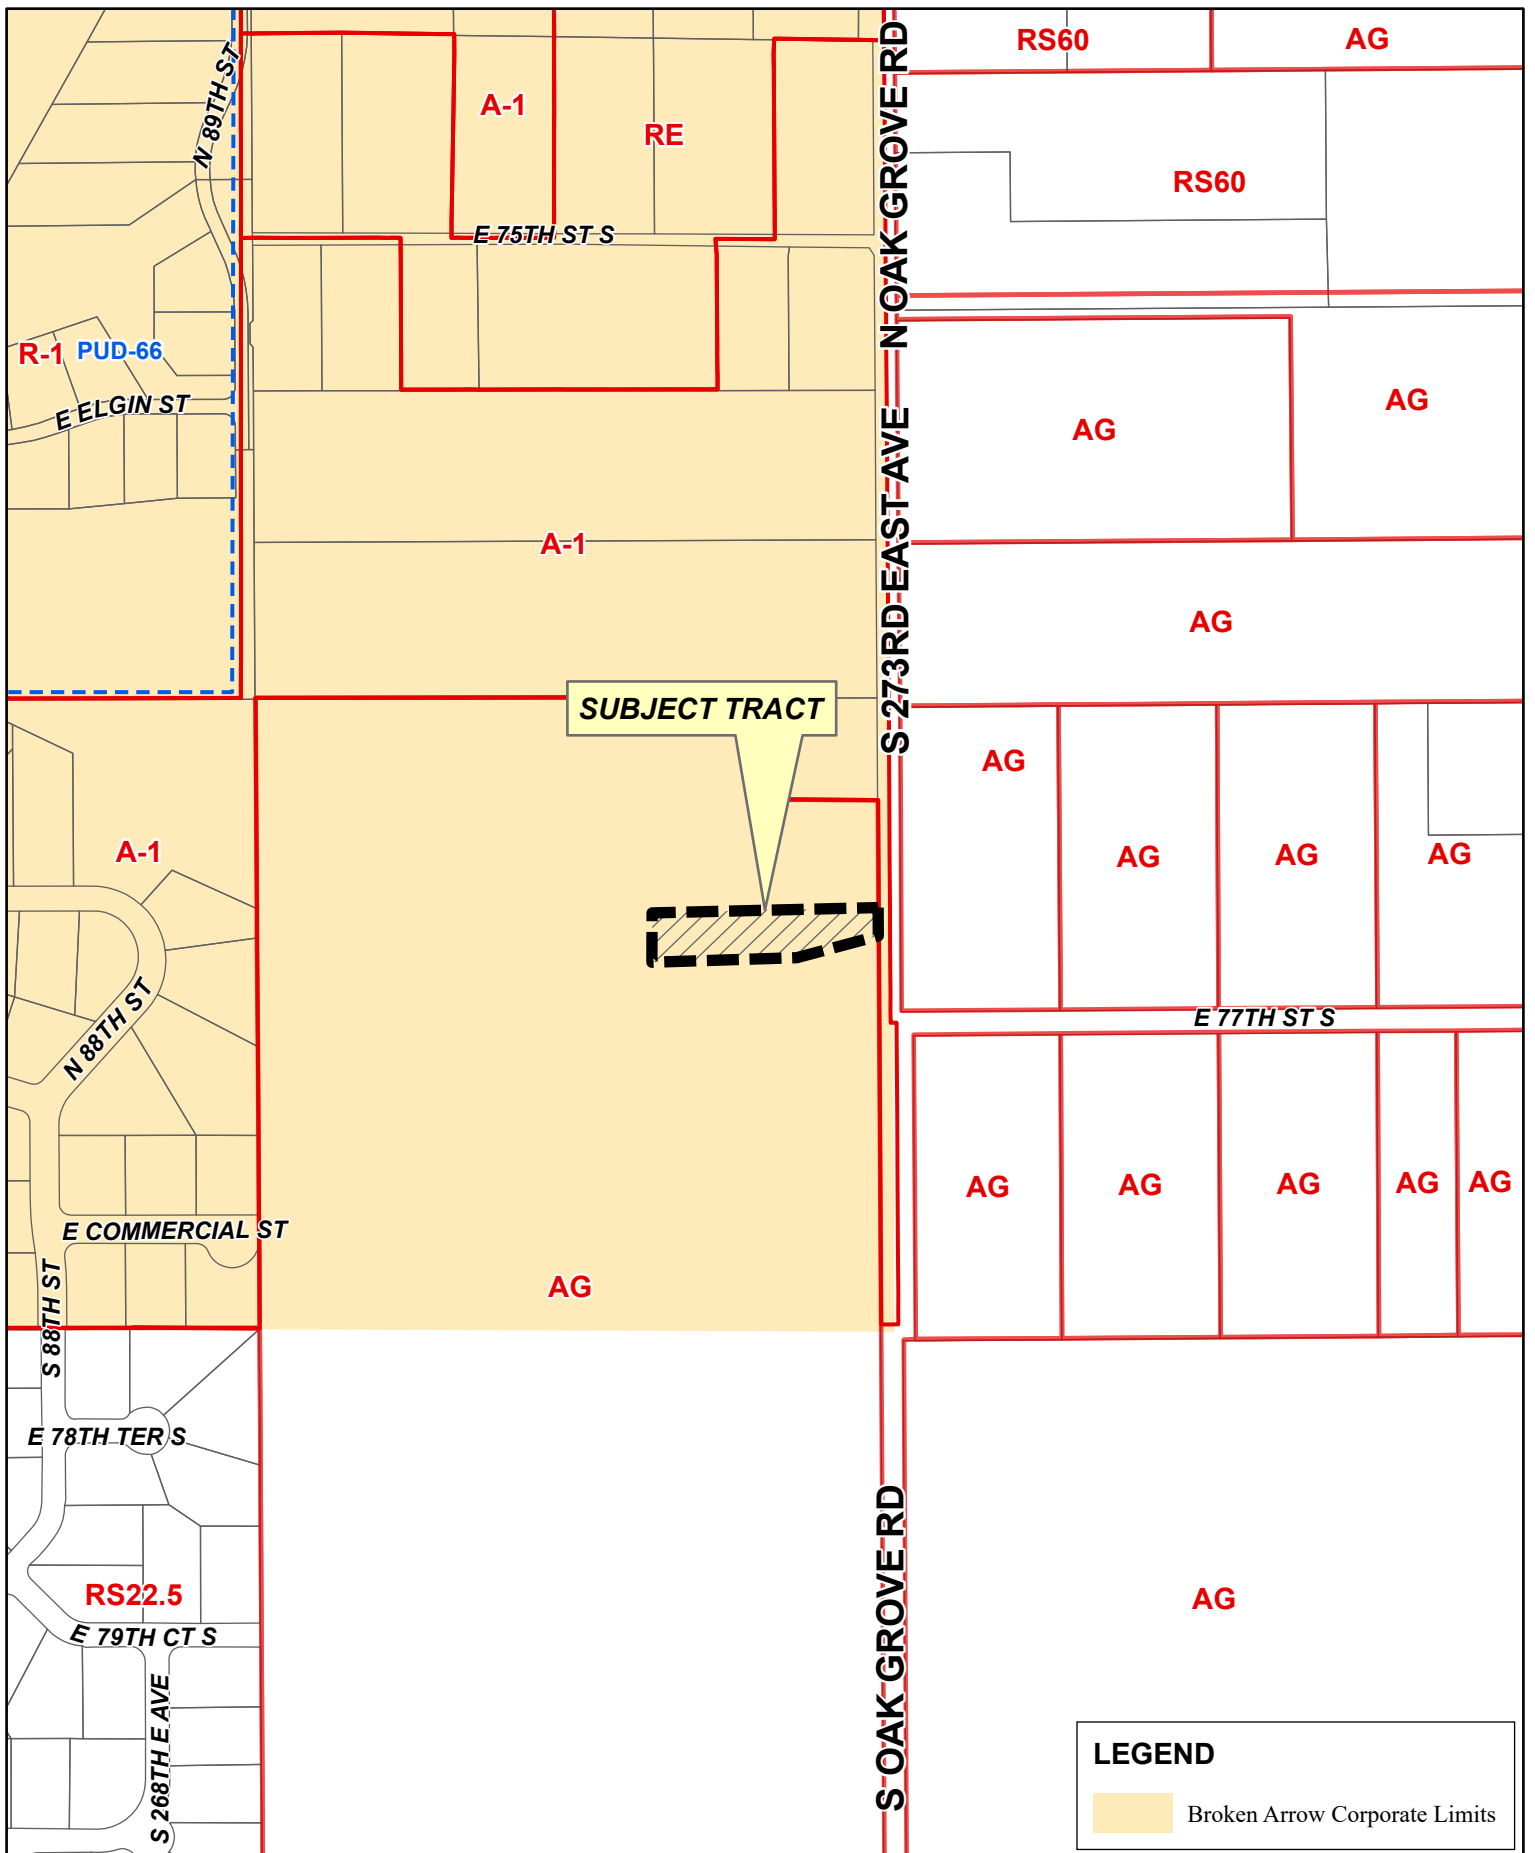 RS60
AG
N 89TH ST
A-1
RE
N OAK GROVE RD
RS60
E 75TH ST S
R-1
PUD-66
E ELGIN ST
AG
AG
S 273RD EAST AVE
A-1
AG
SUBJECT TRACT
AG
A-1
AG
AG
AG
N 88TH ST
E 77TH ST S
AG
AG
AG
AG
AG
E COMMERCIAL ST
AG
S 88TH ST
E 78TH TER S
S OAK GROVE RD
RS22.5
AG
E 79TH CT S
S 268TH E AVE
LEGEND
Broken Arrow Corporate Limits